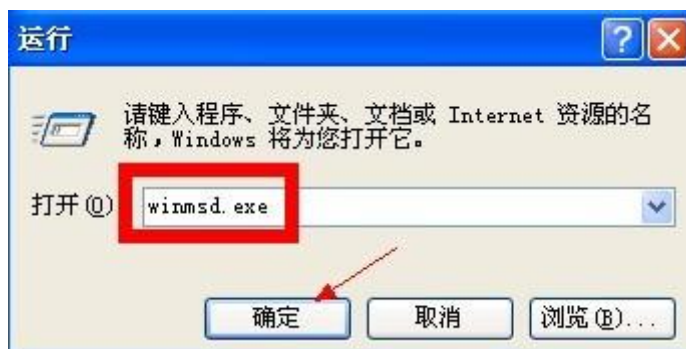 运行
请键入程序、文件夹、文档或 Internet 资源的名
称，Windows 将为您打开它。
打开(O)
winmsd.exe
确定
取消
浏览(B)...